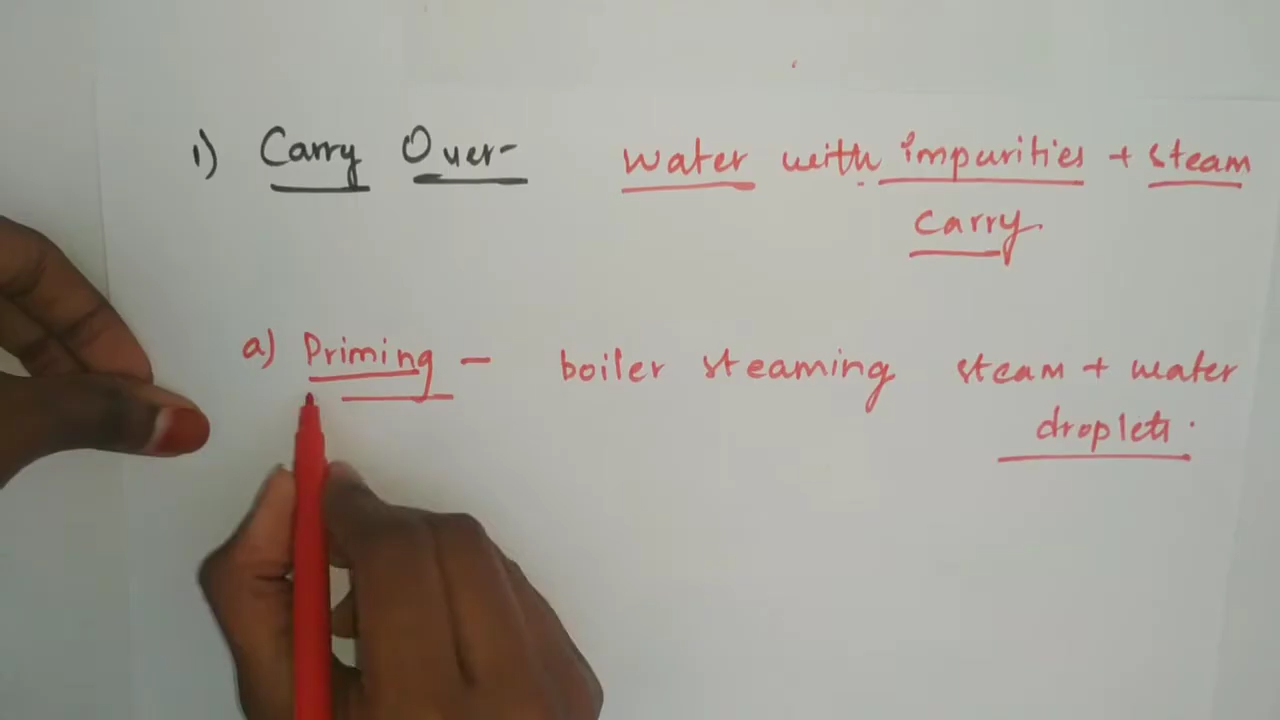 1) Carry Over- water with impurities + steam
carry.
a) Priming - boiler steaming steam + water
droplets.